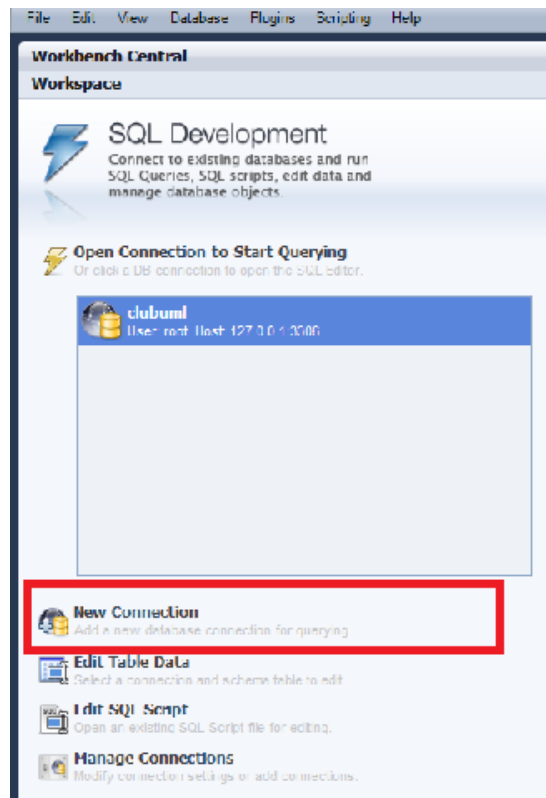 File Edit View Database Plugins Scripting Help
Workbench Central
Workspace
SQL Development
Connect to existing databases and run
SQL Queries, SQL scripts, edit data and
manage database objects.
Open Connection to Start Querying
Or click a DB connection to open the SQL Editor.
clubuml
User: root Host: 127.0.0.1:3306
New Connection
Add a new database connection for querying
Edit Table Data
Select a connection and schema table to edit
Edit SQL Script
Open an existing SQL Script file for editing.
Manage Connections
Modify connection settings or add connections.